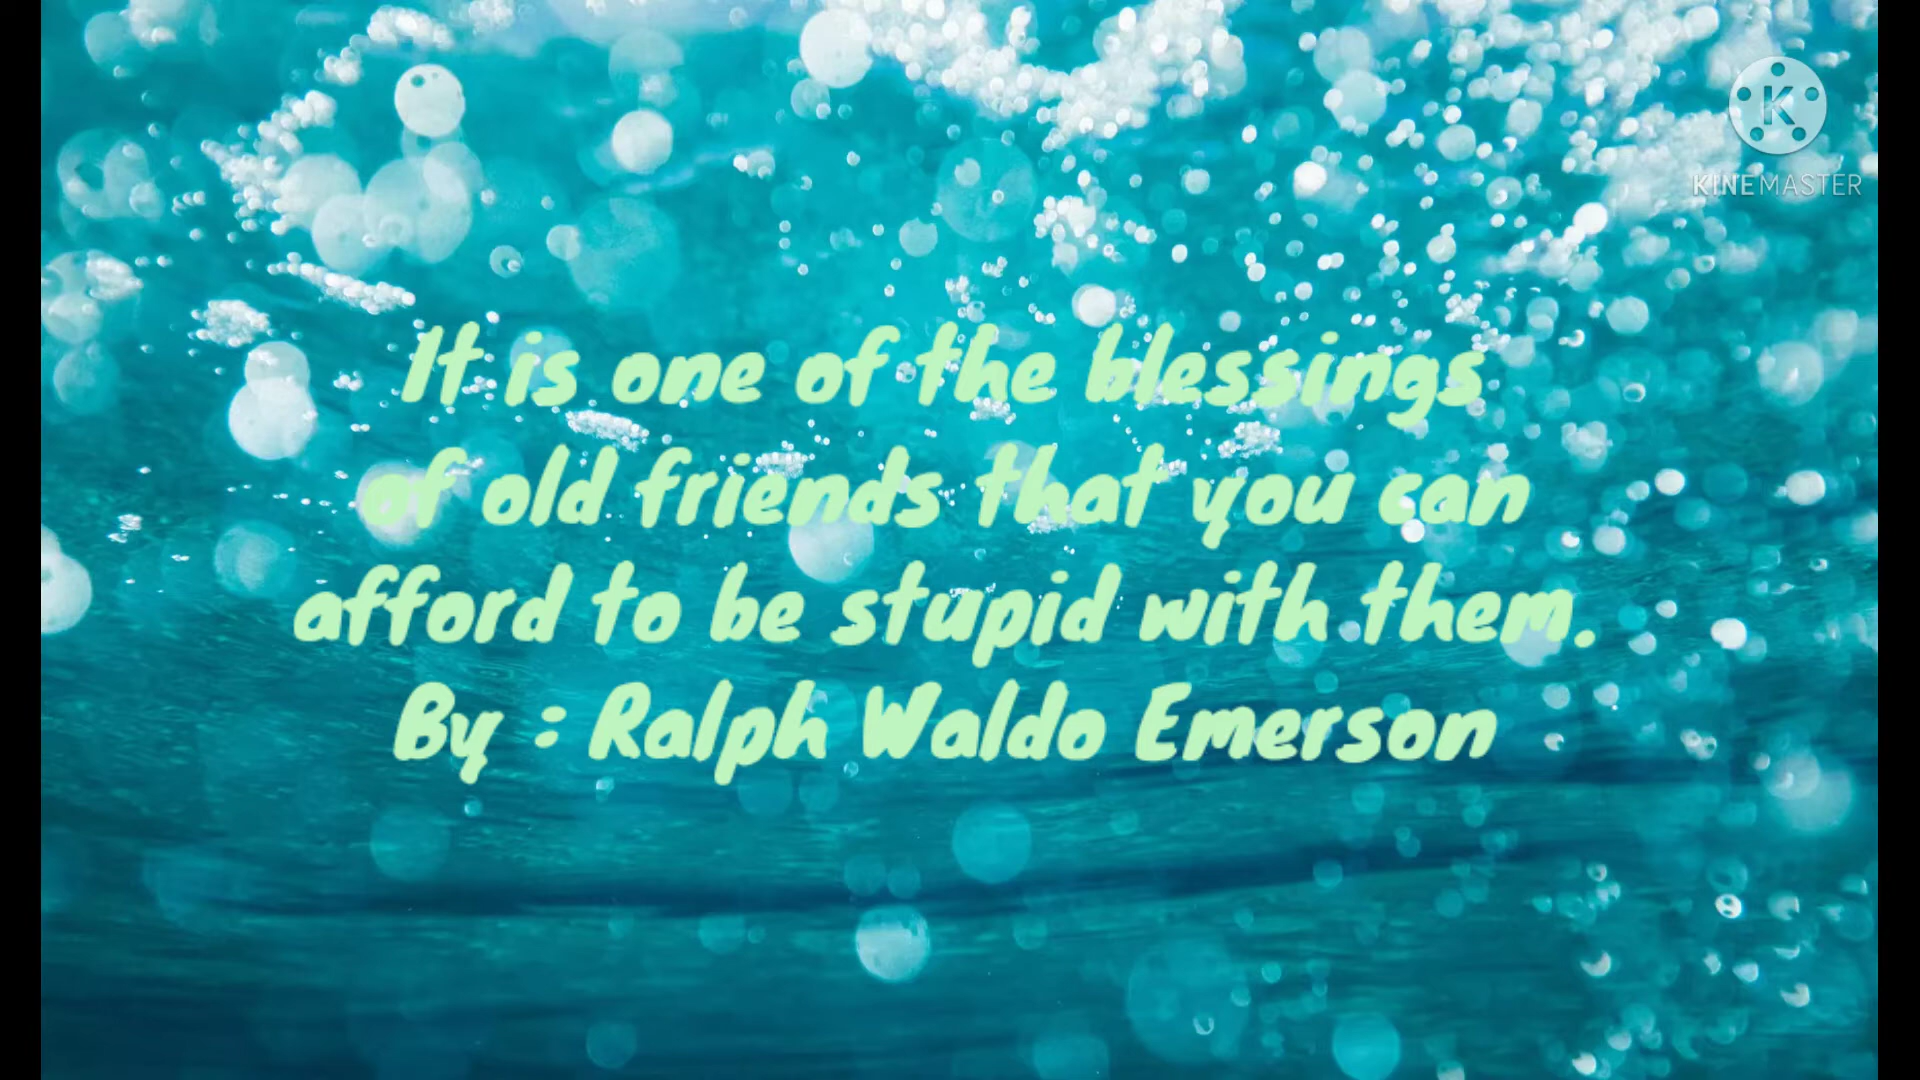 K
KINEMASTER
It is one of the blessings
of old friends that you can
afford to be stupid with them.
By : Ralph Waldo Emerson